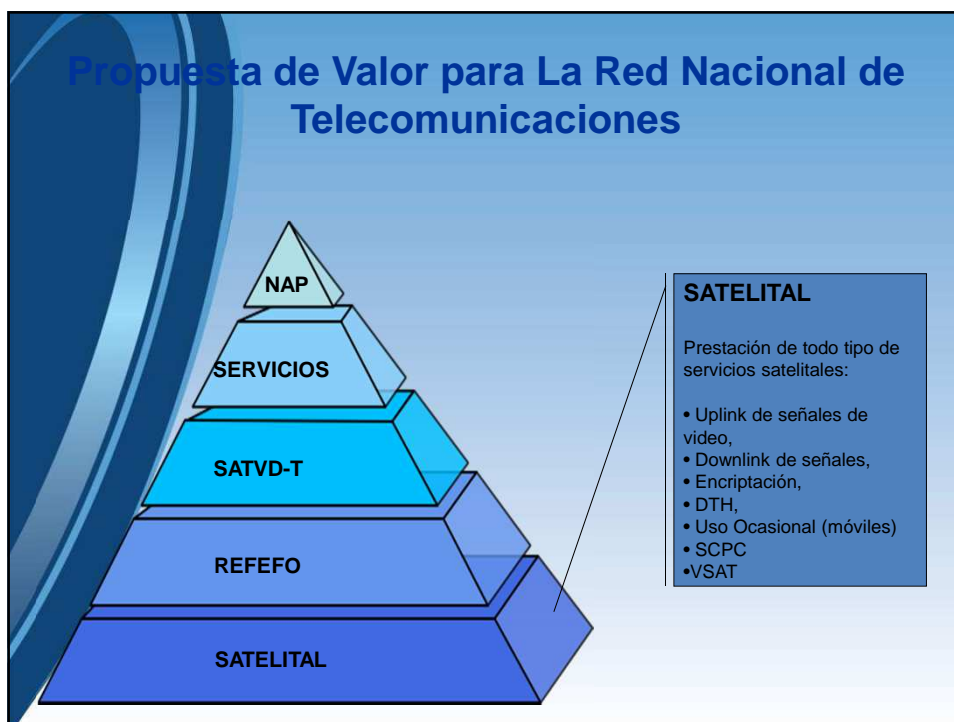 Propuesta de Valor para La Red Nacional de
Telecomunicaciones
NAP
SERVICIOS
SATVD-T
REFEFO
SATELITAL
SATELITAL
Prestación de todo tipo de
servicios satelitales:
• Uplink de señales de
video,
• Downlink de señales,
• Encriptación,
• DTH,
• Uso Ocasional (móviles)
• SCPC
•VSAT